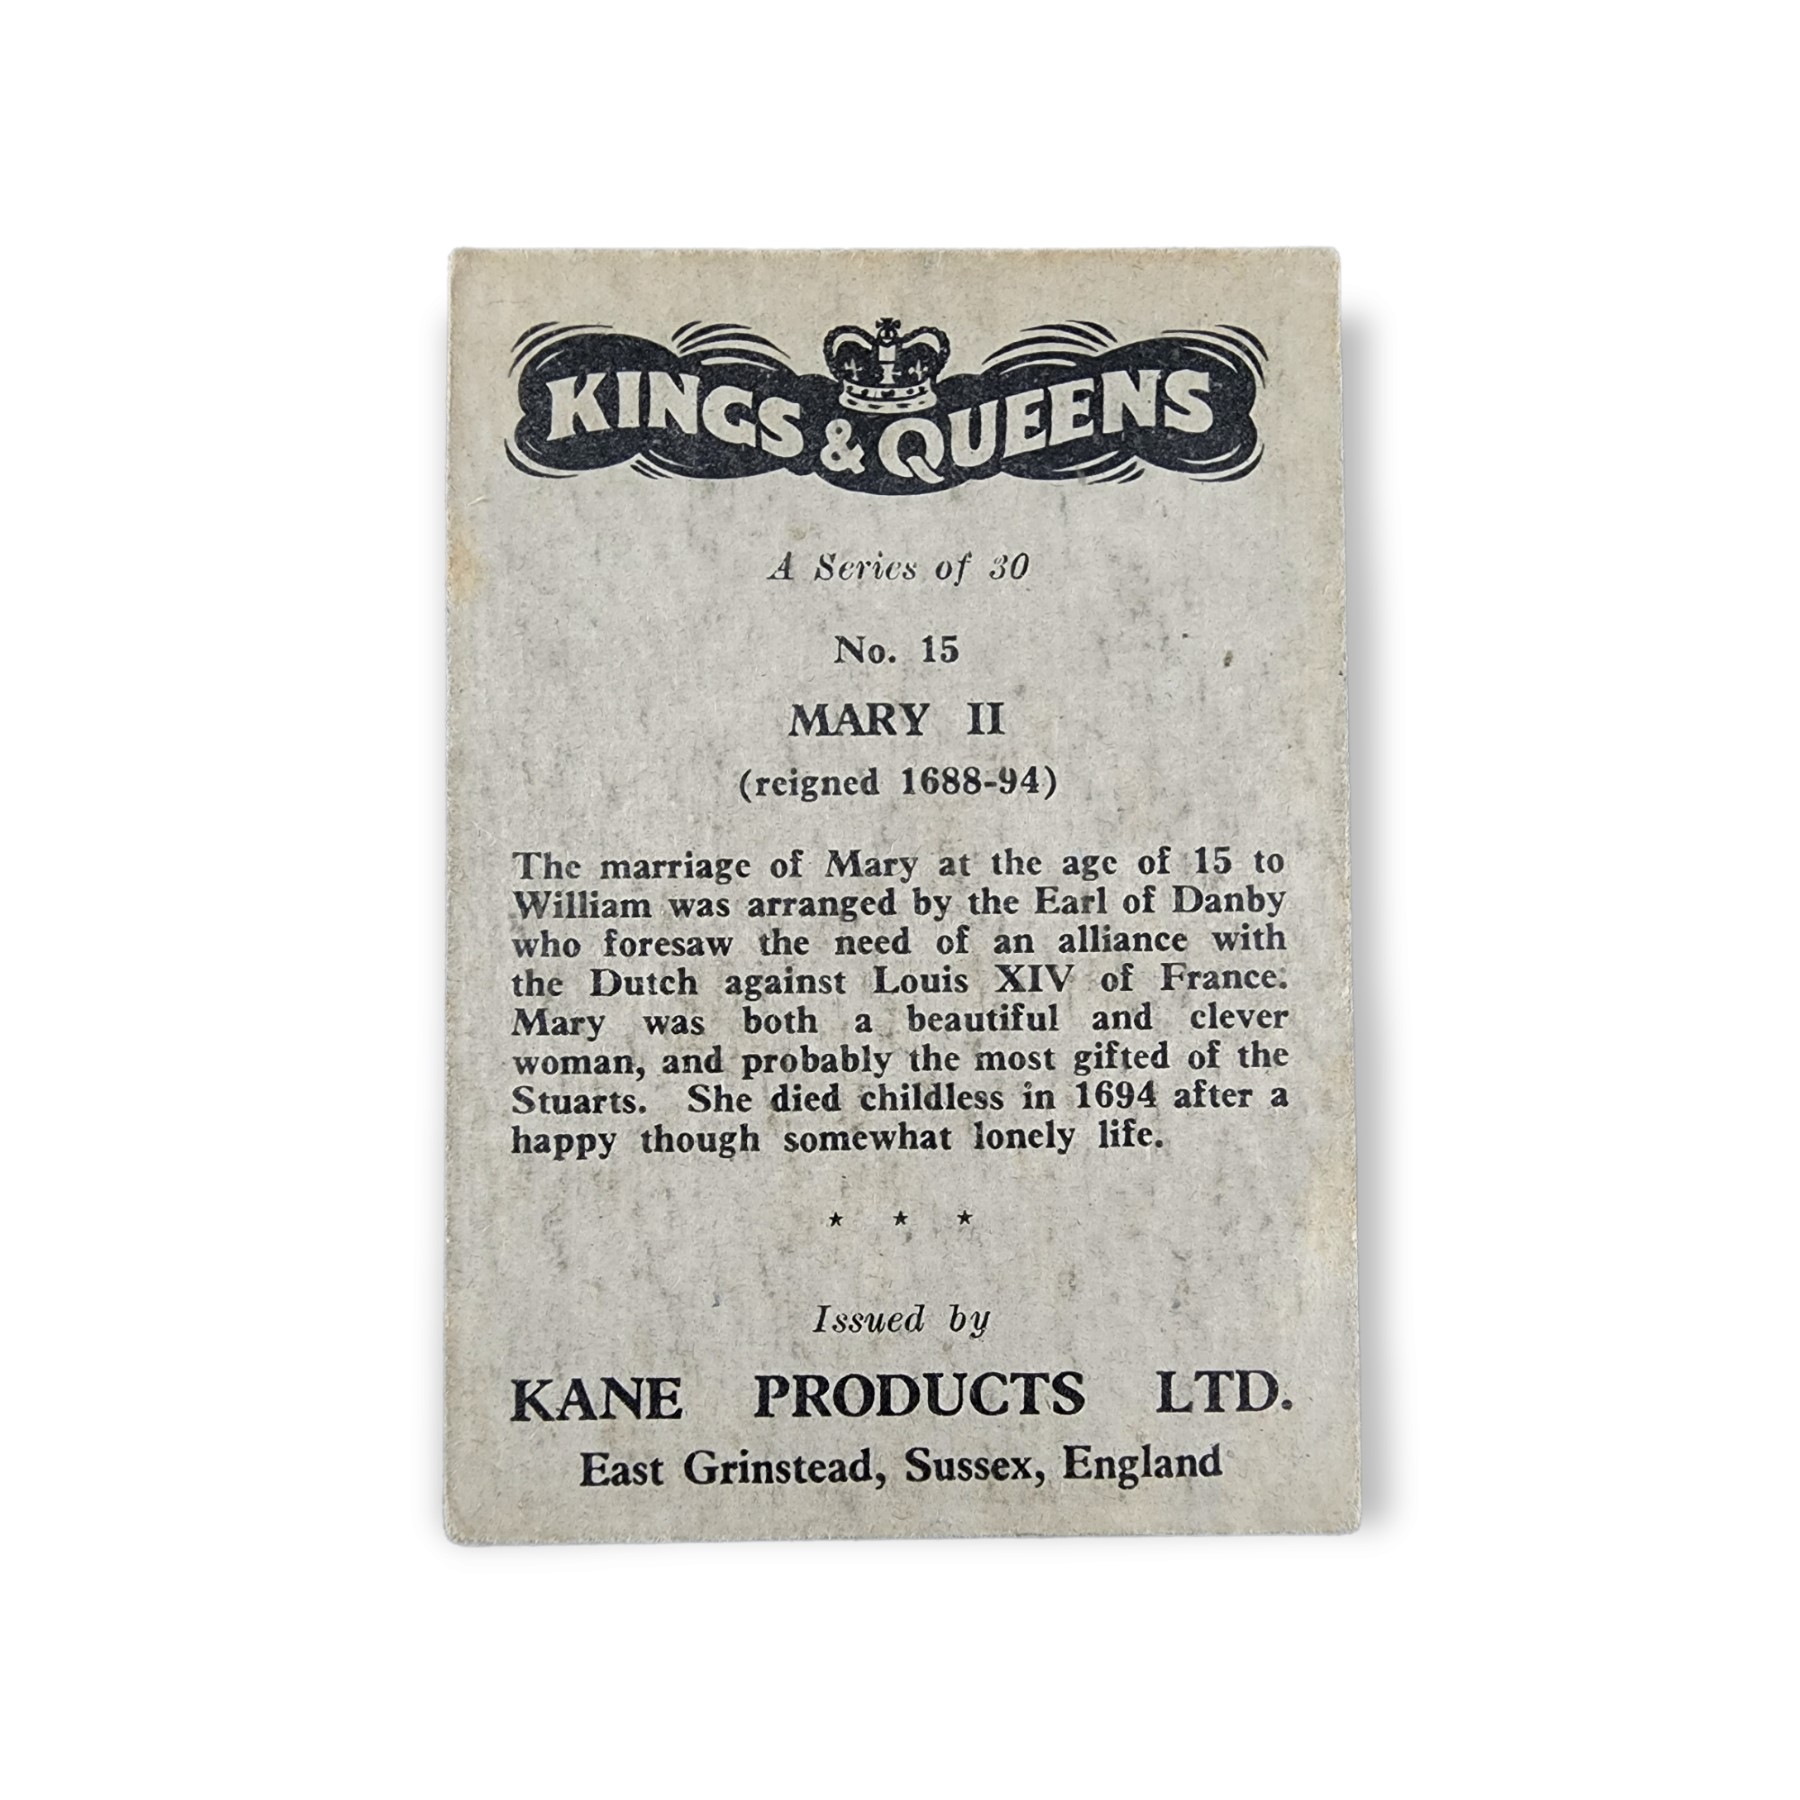 KINGS & QUEENS
A Series of 30
No. 15
MARY II
(reigned 1688-94)
The marriage of Mary at the age of 15 to
William was arranged by the Earl of Danby
who foresaw the need of an alliance with
the Dutch against Louis XIV of France.
Mary was both a beautiful and clever
woman, and probably the most gifted of the
Stuarts. She died childless in 1694 after a
happy though somewhat lonely life.
★ ★ ★
Issued by
KANE PRODUCTS LTD.
East Grinstead, Sussex, England